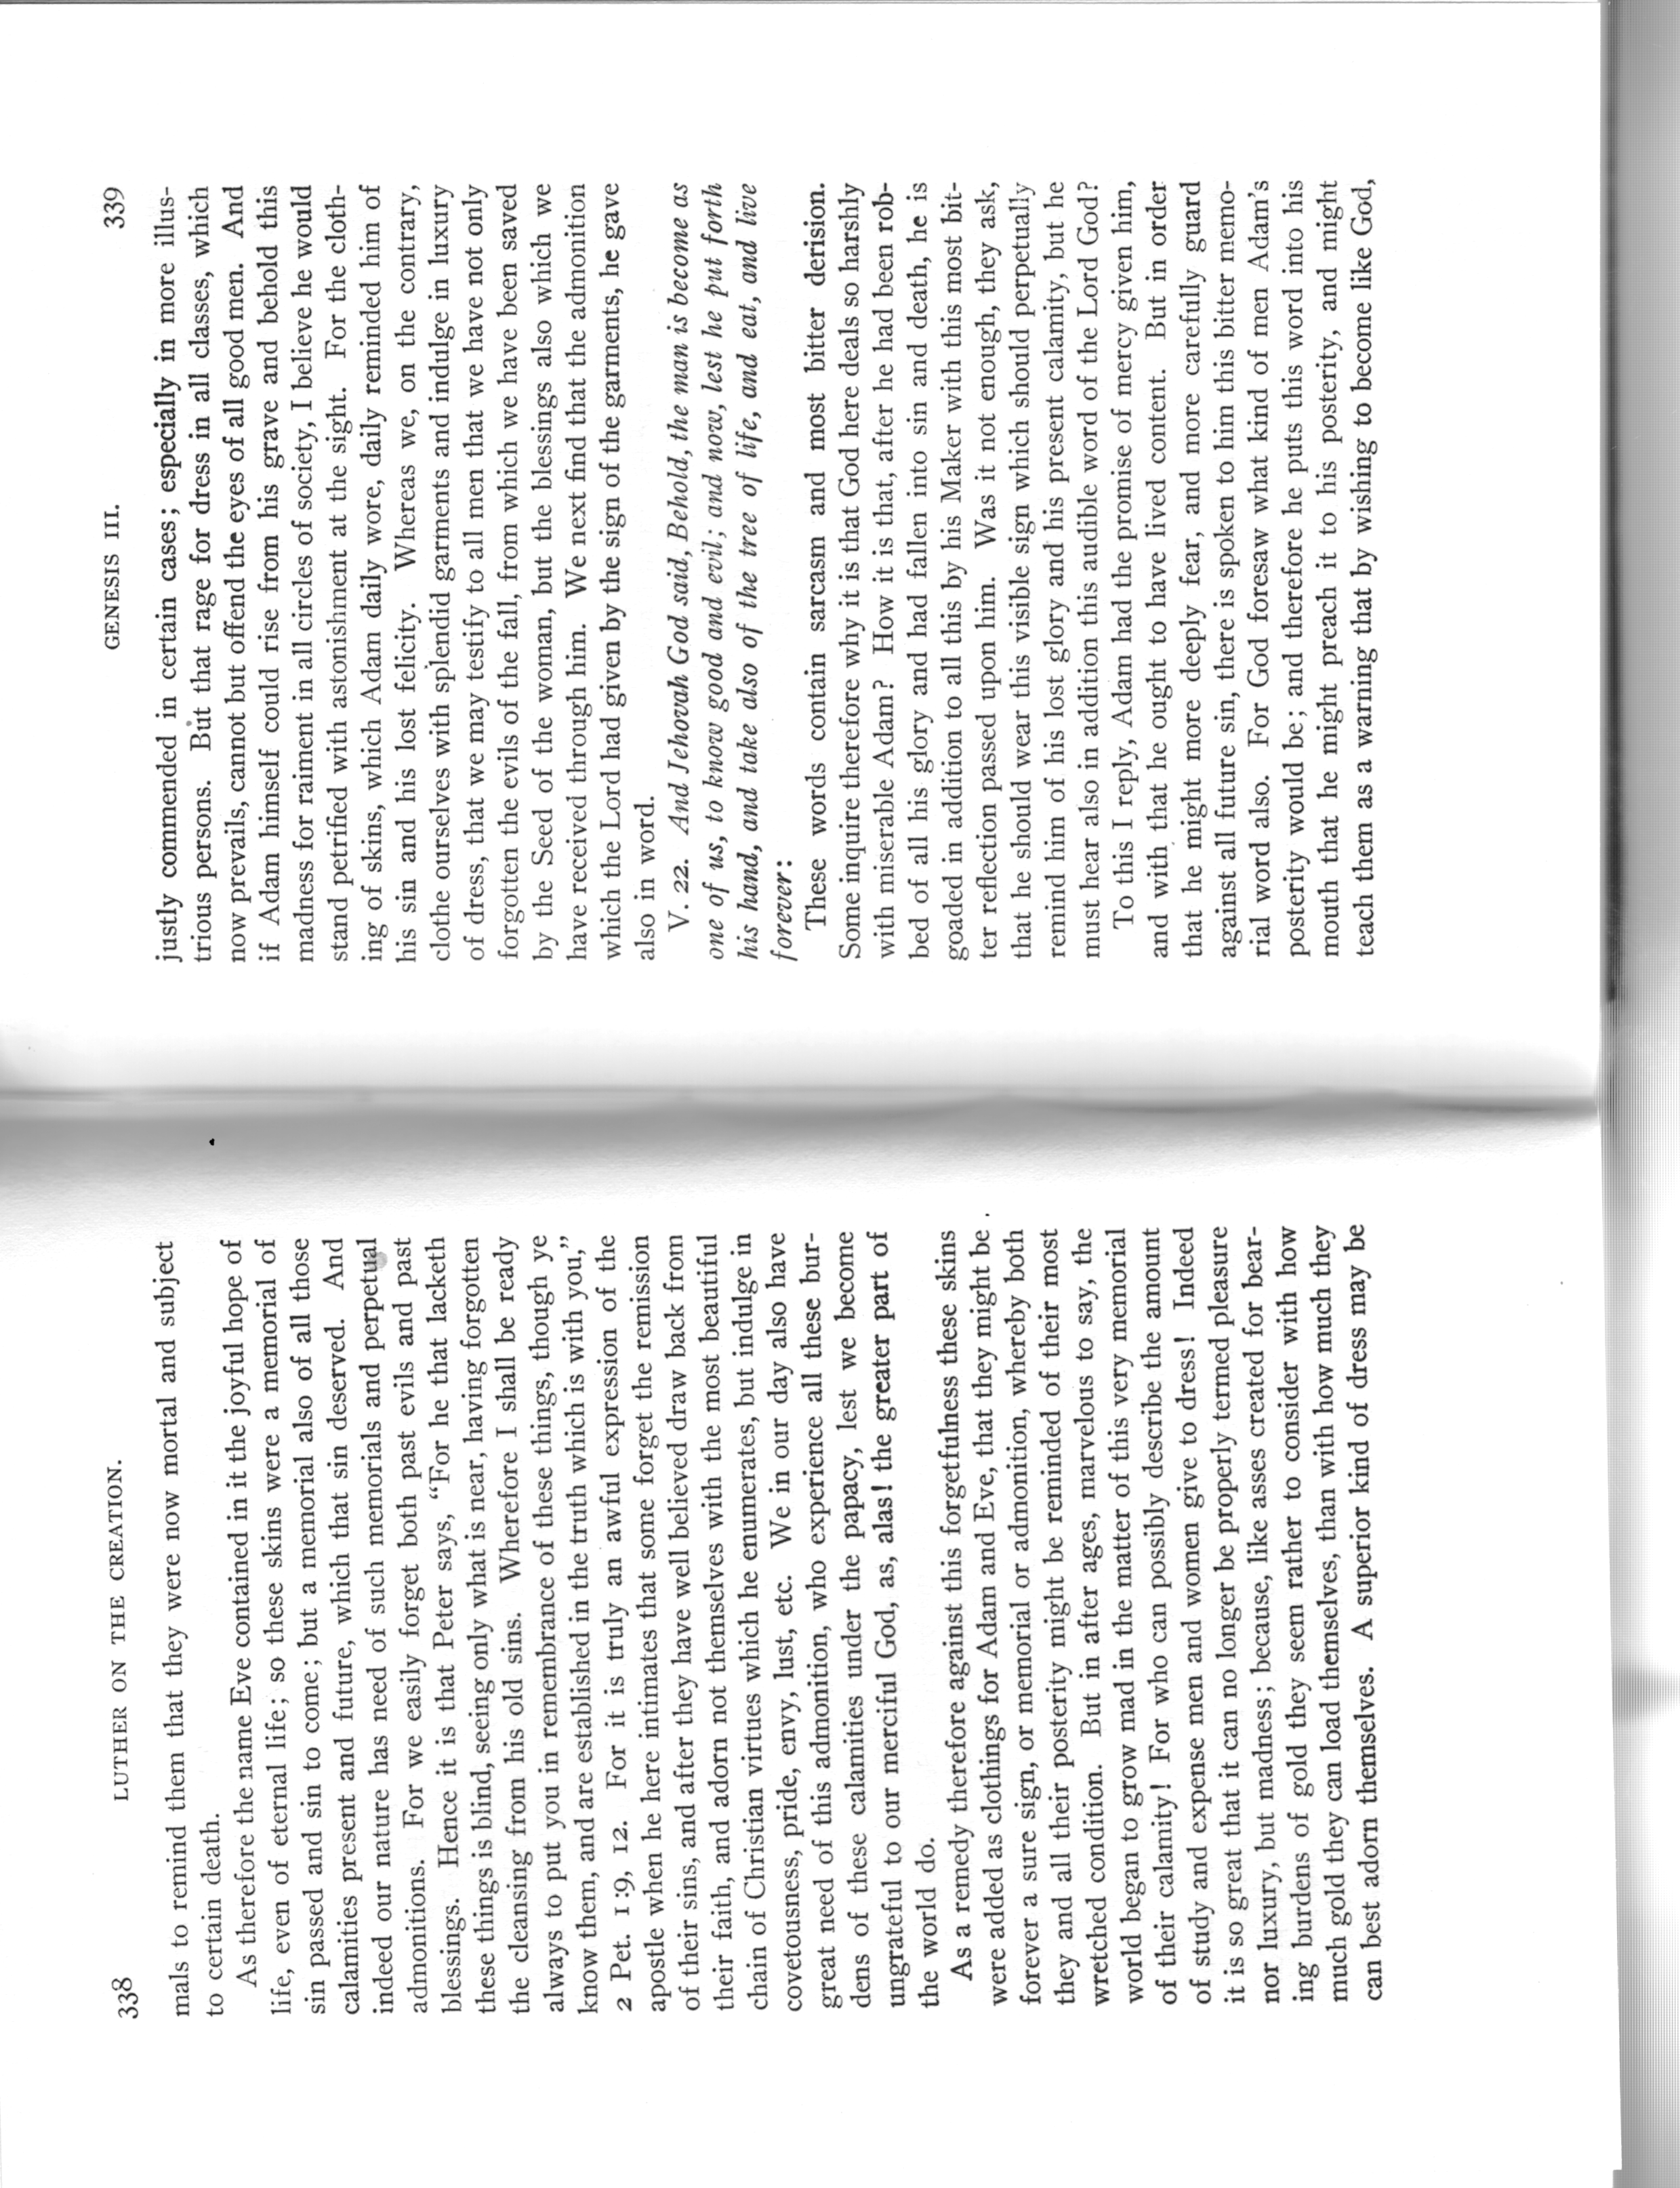 338 LUTHER ON THE CREATION.
mals to remind them that they were now mortal and subject
to certain death.
As therefore the name Eve contained in it the joyful hope of
life, even of eternal life; so these skins were a memorial of
sin passed and sin to come; but a memorial also of all those
calamities present and future, which that sin deserved. And
indeed our nature has need of such memorials and perpetual
admonitions. For we easily forget both past evils and past
blessings. Hence it is that Peter says, “For he that lacketh
these things is blind, seeing only what is near, having forgotten
the cleansing from his old sins. Wherefore I shall be ready
always to put you in remembrance of these things, though ye
know them, and are established in the truth which is with you,”
2 Pet. 1:9, 12. For it is truly an awful expression of the
apostle when he here intimates that some forget the remission
of their sins, and after they have well believed draw back from
their faith, and adorn not themselves with the most beautiful
chain of Christian virtues which he enumerates, but indulge in
covetousness, pride, envy, lust, etc. We in our day also have
great need of this admonition, who experience all these bur-
dens of these calamities under the papacy, lest we become
ungrateful to our merciful God, as, alas! the greater part of
the world do.
As a remedy therefore against this forgetfulness these skins
were added as clothings for Adam and Eve, that they might be
forever a sure sign, or memorial or admonition, whereby both
they and all their posterity might be reminded of their most
wretched condition. But in after ages, marvelous to say, the
world began to grow mad in the matter of this very memorial
of their calamity! For who can possibly describe the amount
of study and expense men and women give to dress! Indeed
it is so great that it can no longer be properly termed pleasure
nor luxury, but madness; because, like asses created for bear-
ing burdens of gold they seem rather to consider with how
much gold they can load themselves, than with how much they
can best adorn themselves. A superior kind of dress may be
GENESIS III. 339
justly commended in certain cases; especially in more illus-
trious persons. But that rage for dress in all classes, which
now prevails, cannot but offend the eyes of all good men. And
if Adam himself could rise from his grave and behold this
madness for raiment in all circles of society, I believe he would
stand petrified with astonishment at the sight. For the cloth-
ing of skins, which Adam daily wore, daily reminded him of
his sin and his lost felicity. Whereas we, on the contrary,
clothe ourselves with splendid garments and indulge in luxury
of dress, that we may testify to all men that we have not only
forgotten the evils of the fall, from which we have been saved
by the Seed of the woman, but the blessings also which we
have received through him. We next find that the admonition
which the Lord had given by the sign of the garments, he gave
also in word.
V. 22. And Jehovah God said, Behold, the man is become as
one of us, to know good and evil; and now, lest he put forth
his hand, and take also of the tree of life, and eat, and live
forever:
These words contain sarcasm and most bitter derision.
Some inquire therefore why it is that God here deals so harshly
with miserable Adam? How it is that, after he had been rob-
bed of all his glory and had fallen into sin and death, he is
goaded in addition to all this by his Maker with this most bit-
ter reflection passed upon him. Was it not enough, they ask,
that he should wear this visible sign which should perpetually
remind him of his lost glory and his present calamity, but he
must hear also in addition this audible word of the Lord God?
To this I reply, Adam had the promise of mercy given him,
and with that he ought to have lived content. But in order
that he might more deeply fear, and more carefully guard
against all future sin, there is spoken to him this bitter memo-
rial word also. For God foresaw what kind of men Adam’s
posterity would be; and therefore he puts this word into his
mouth that he might preach it to his posterity, and might
teach them as a warning that by wishing to become like God,